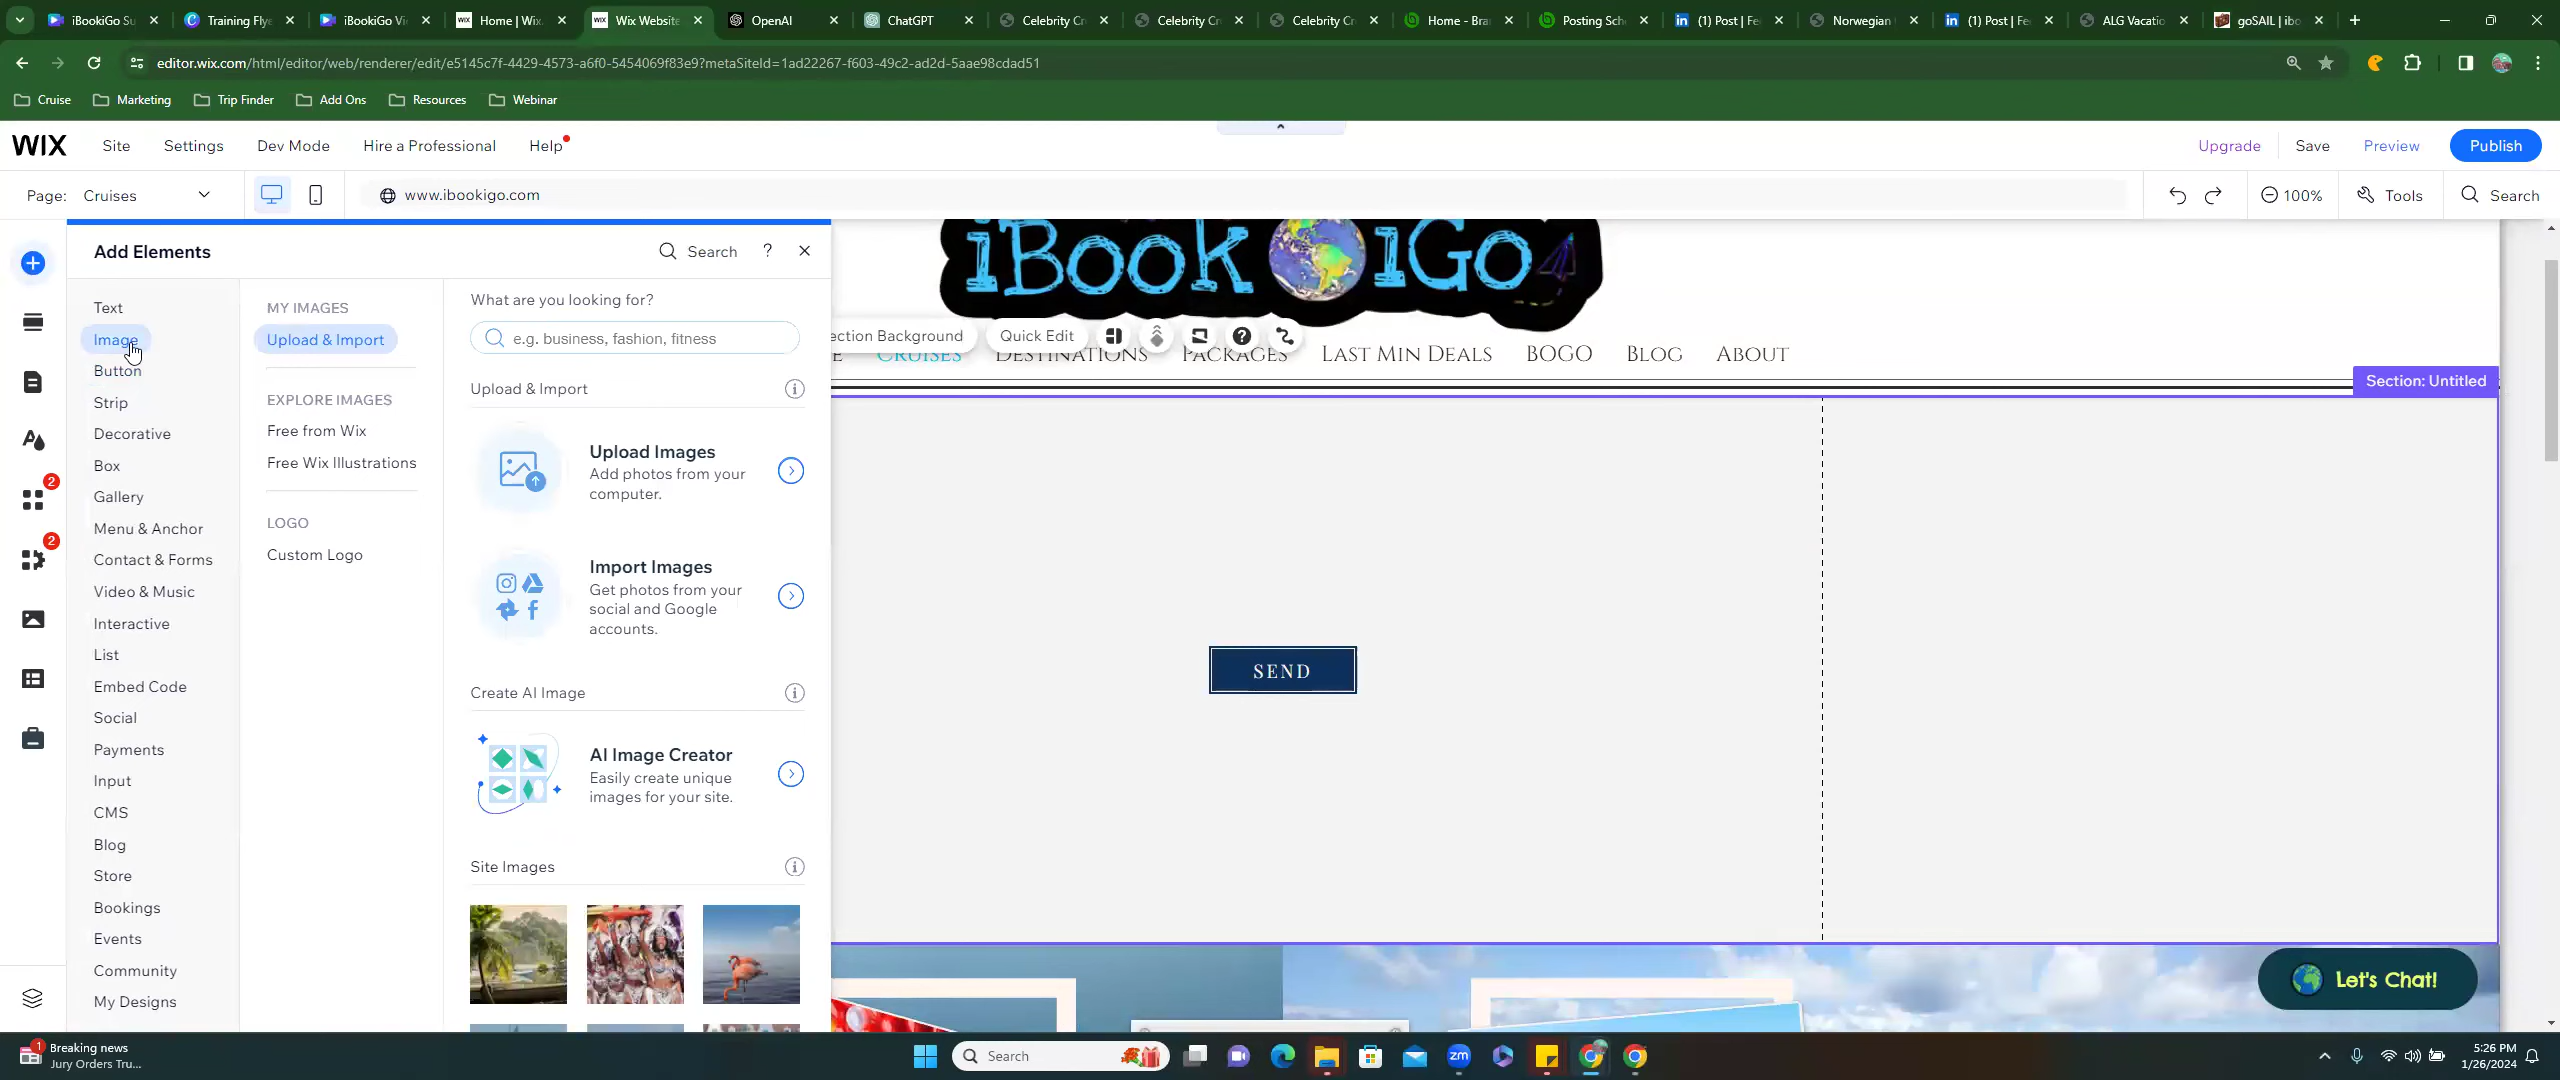 iBookiGo Su
Training Flye
iBookiGo Vi
Home | Wix.
Wix Website
OpenAI
ChatGPT
Celebrity Cr
Celebrity Cr
Celebrity Cr
Home - Bra
Posting Sch
(1) Post | Fe
Norwegian
(1) Post | Fe
ALG Vacatio
goSAIL | ibo
editor.wix.com/html/editor/web/renderer/edit/e5145c7f-4429-4573-a6f0-5454069f83e9?metaSiteId=1ad22267-f603-49c2-ad2d-5aae98cdad51
Cruise
Marketing
Trip Finder
Add Ons
Resources
Webinar
WIX
Site
Settings
Dev Mode
Hire a Professional
Help
Upgrade
Save
Preview
Publish
Page: Cruises
www.ibookigo.com
100%
Tools
Search
Add Elements
Search
?
Text
Image
Button
Strip
Decorative
Box
Gallery
Menu & Anchor
Contact & Forms
Video & Music
Interactive
List
Embed Code
Social
Payments
Input
CMS
Blog
Store
Bookings
Events
Community
My Designs
2
2
MY IMAGES
Upload & Import
EXPLORE IMAGES
Free from Wix
Free Wix Illustrations
LOGO
Custom Logo
What are you looking for?
e.g. business, fashion, fitness
Upload & Import
Upload Images
Add photos from your
computer.
Import Images
Get photos from your
social and Google
accounts.
Create AI Image
AI Image Creator
Easily create unique
images for your site.
Site Images
iBook iGo
ection Background
Quick Edit
E Cruises Destinations Packages Last Min Deals BOGO Blog About
Section: Untitled
SEND
Let's Chat!
1
Breaking news
Jury Orders Tru...
Search
zm
5:26 PM
1/26/2024